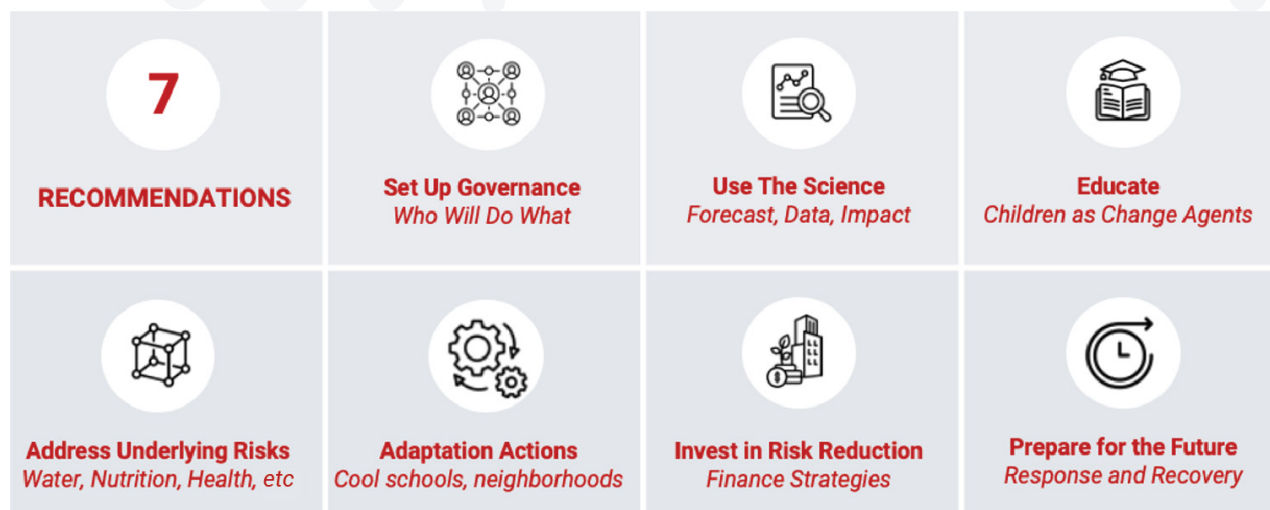 7
RECOMMENDATIONS
Set Up Governance
Who Will Do What
Use The Science
Forecast, Data, Impact
Educate
Children as Change Agents
Address Underlying Risks
Water, Nutrition, Health, etc
Adaptation Actions
Cool schools, neighborhoods
Invest in Risk Reduction
Finance Strategies
Prepare for the Future
Response and Recovery